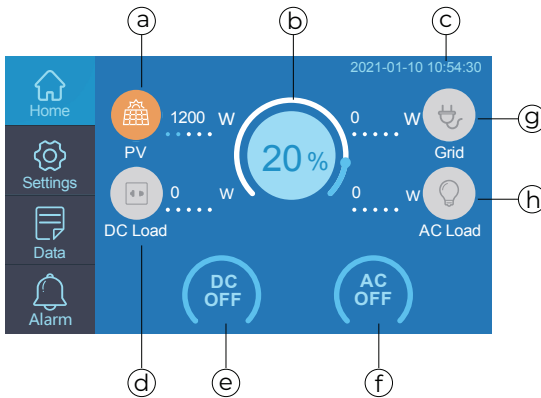 a b c
2021-01-10 10:54:30
Home
1200 W
0 W
g
PV
20 %
Grid
Settings
0 W
0 W
h
DC Load
AC Load
Data
DC
OFF
AC
OFF
Alarm
d e f